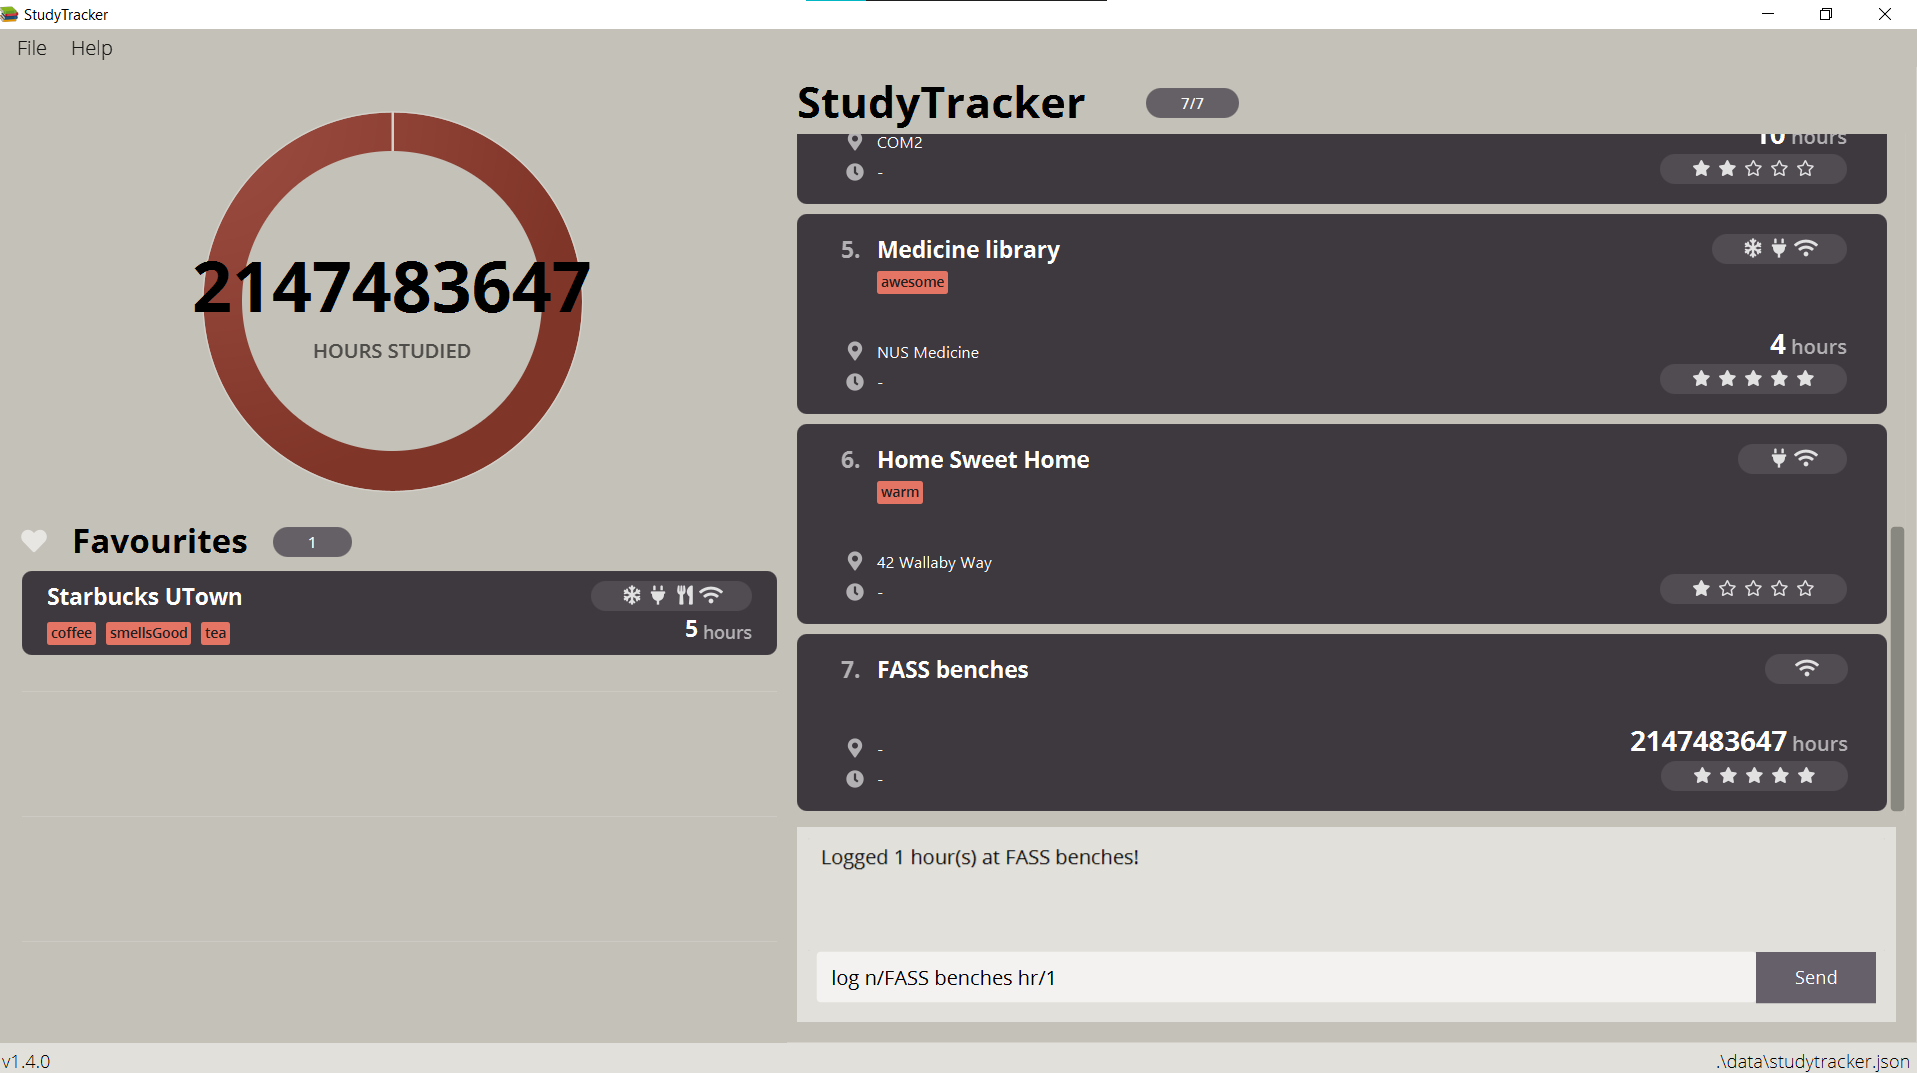 StudyTracker
File Help
2147483647
HOURS STUDIED
Favourites 1
Starbucks UTown
coffee smellsGood tea
5 hours
StudyTracker 7/7
10 hours
COM2
-
5. Medicine library
awesome
NUS Medicine
4 hours
-
6. Home Sweet Home
warm
42 Wallaby Way
-
7. FASS benches
-
2147483647 hours
-
Logged 1 hour(s) at FASS benches!
log n/FASS benches hr/1
Send
v1.4.0
.\data\studytracker.json